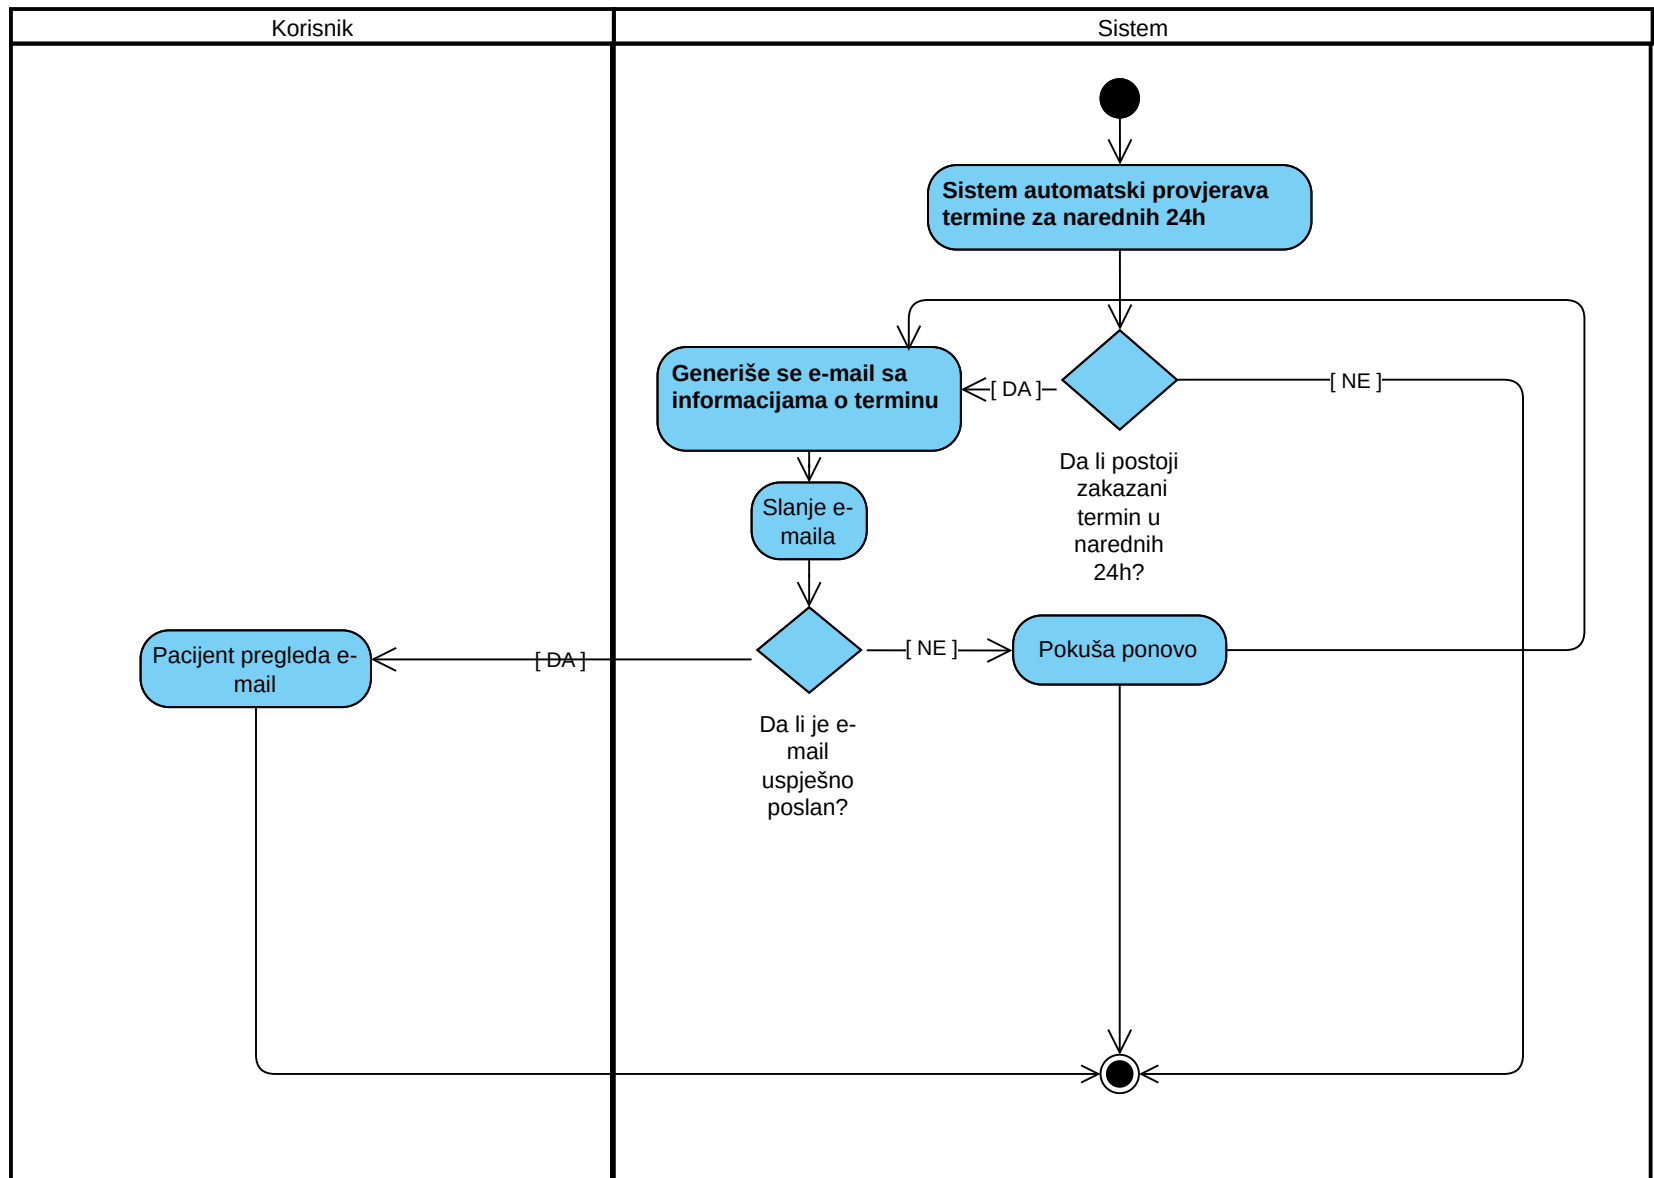 Korisnik
Sistem
Sistem automatski provjerava
termine za narednih 24h
Generiše se e-mail sa
informacijama o terminu
[ DA ]
[ NE ]
Da li postoji
zakazani
termin u
narednih
24h?
Slanje e-
maila
Pacijent pregleda e-
mail
[ DA ]
[ NE ]
Pokuša ponovo
Da li je e-
mail
uspješno
poslan?